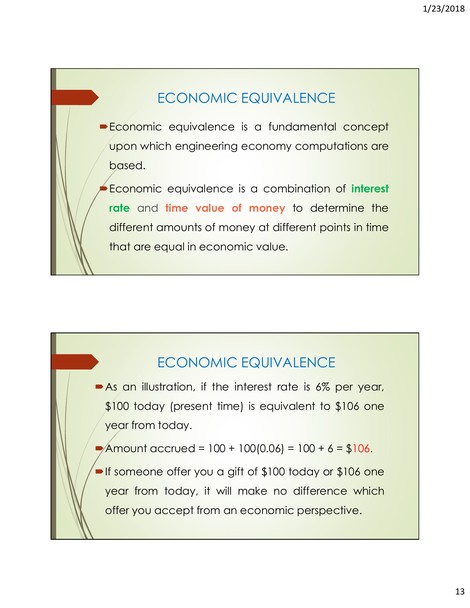 1/23/2018
ECONOMIC EQUIVALENCE
Economic equivalence is a fundamental concept
upon which engineering economy computations are
based.
Economic equivalence is a combination of interest
rate and time value of money to determine the
different amounts of money at different points in time
that are equal in economic value.
ECONOMIC EQUIVALENCE
As an illustration, if the interest rate is 6% per year,
$100 today (present time) is equivalent to $106 one
year from today.
Amount accrued = 100 + 100(0.06) = 100 + 6 = $106.
If someone offer you a gift of $100 today or $106 one
year from today, it will make no difference which
offer you accept from an economic perspective.
13